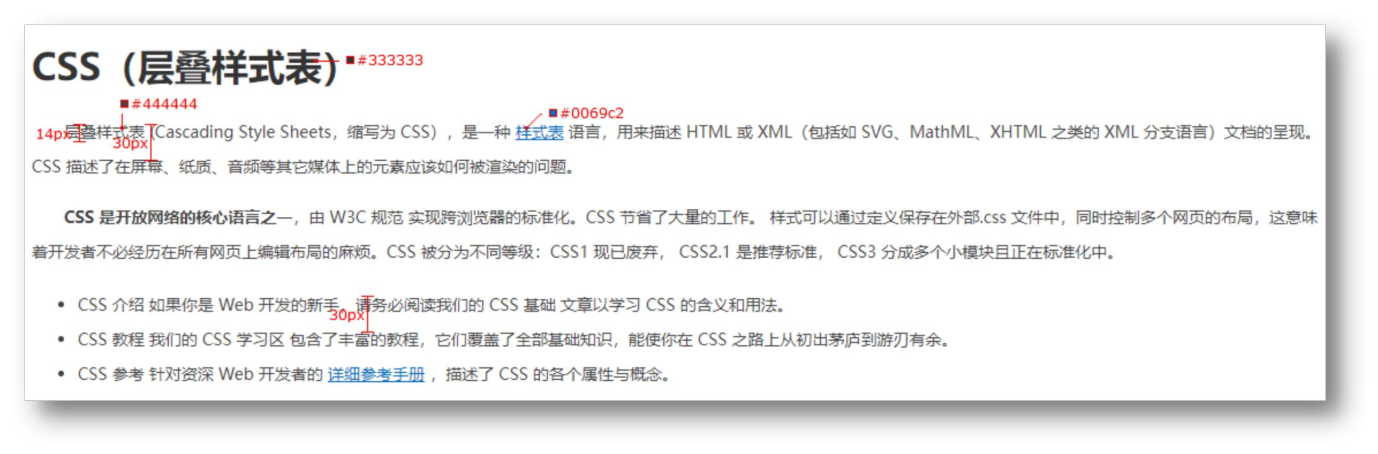 CSS（层叠样式表）
#333333
#444444
#0069c2
14px
层叠样式表 (Cascading Style Sheets，缩写为 CSS），是一种 样式表 语言，用来描述 HTML 或 XML（包括如 SVG、MathML、XHTML 之类的 XML 分支语言）文档的呈现。
30px
CSS 描述了在屏幕、纸质、音频等其它媒体上的元素应该如何被渲染的问题。
CSS 是开放网络的核心语言之一，由 W3C 规范 实现跨浏览器的标准化。CSS 节省了大量的工作。 样式可以通过定义保存在外部.css 文件中，同时控制多个网页的布局，这意味
着开发者不必经历在所有网页上编辑布局的麻烦。CSS 被分为不同等级：CSS1 现已废弃， CSS2.1 是推荐标准， CSS3 分成多个小模块且正在标准化中。
• CSS 介绍 如果你是 Web 开发的新手，请务必阅读我们的 CSS 基础 文章以学习 CSS 的含义和用法。
30px
• CSS 教程 我们的 CSS 学习区 包含了丰富的教程，它们覆盖了全部基础知识，能使你在 CSS 之路上从初出茅庐到游刃有余。
• CSS 参考 针对资深 Web 开发者的 详细参考手册 ，描述了 CSS 的各个属性与概念。